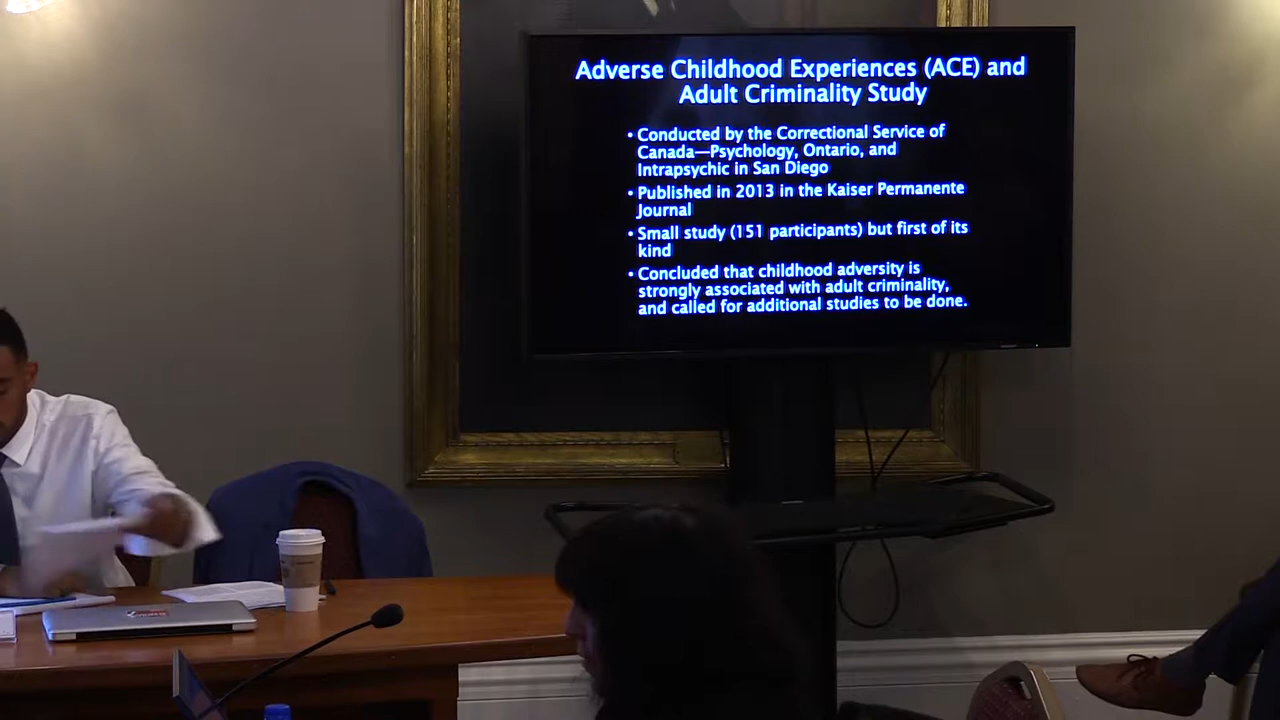 Adverse Childhood Experiences (ACE) and
Adult Criminality Study
• Conducted by the Correctional Service of
Canada—Psychology, Ontario, and
Intrapsychic in San Diego
• Published in 2013 in the Kaiser Permanente
Journal
• Small study (151 participants) but first of its
kind
• Concluded that childhood adversity is
strongly associated with adult criminality,
and called for additional studies to be done.